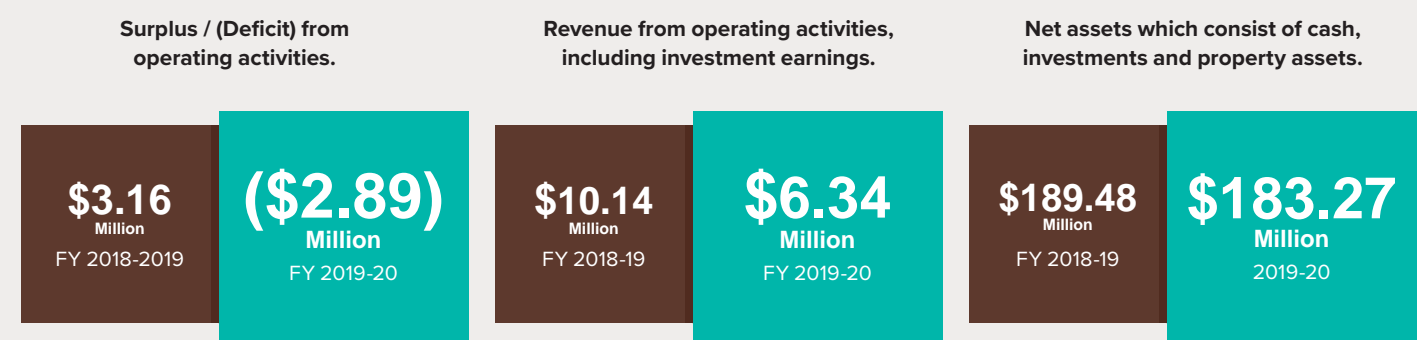 Surplus / (Deficit) from
operating activities.
$3.16
Million
FY 2018-2019
($2.89)
Million
FY 2019-20
Revenue from operating activities,
including investment earnings.
$10.14
Million
FY 2018-19
$6.34
Million
FY 2019-20
Net assets which consist of cash,
investments and property assets.
$189.48
Million
FY 2018-19
$183.27
Million
2019-20